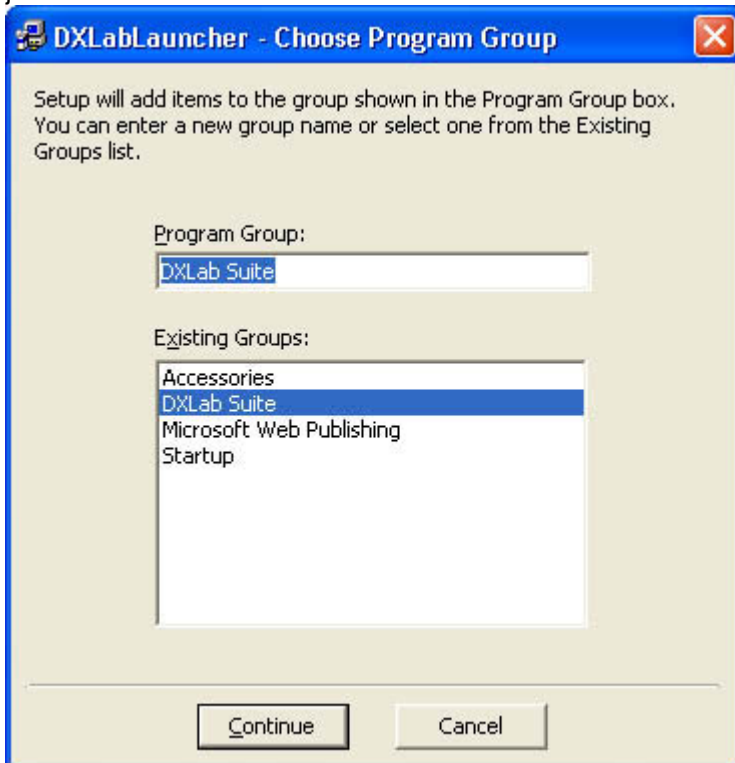 DXLabLauncher - Choose Program Group
Setup will add items to the group shown in the Program Group box.
You can enter a new group name or select one from the Existing
Groups list.
Program Group:
DXLab Suite
Existing Groups:
Accessories
DXLab Suite
Microsoft Web Publishing
Startup
Continue
Cancel